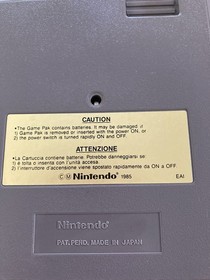 CAUTION
•The Game Pak contains batteries. It may be damaged if
1) Game Pak is removed or inserted with the power ON, or
2) the power switch is turned rapidly ON and OFF.
ATTENZIONE
•La Cartuccia contiene batterie. Potrebbe danneggiarsi se:
1) è tolta o inserita con l'unità accesa.
2) l'interruttore d'accensione viene spostato rapidamente da ON a OFF.
©Ⓜ Nintendo® 1985 EAI
Nintendo®
PAT.PEND. MADE IN JAPAN